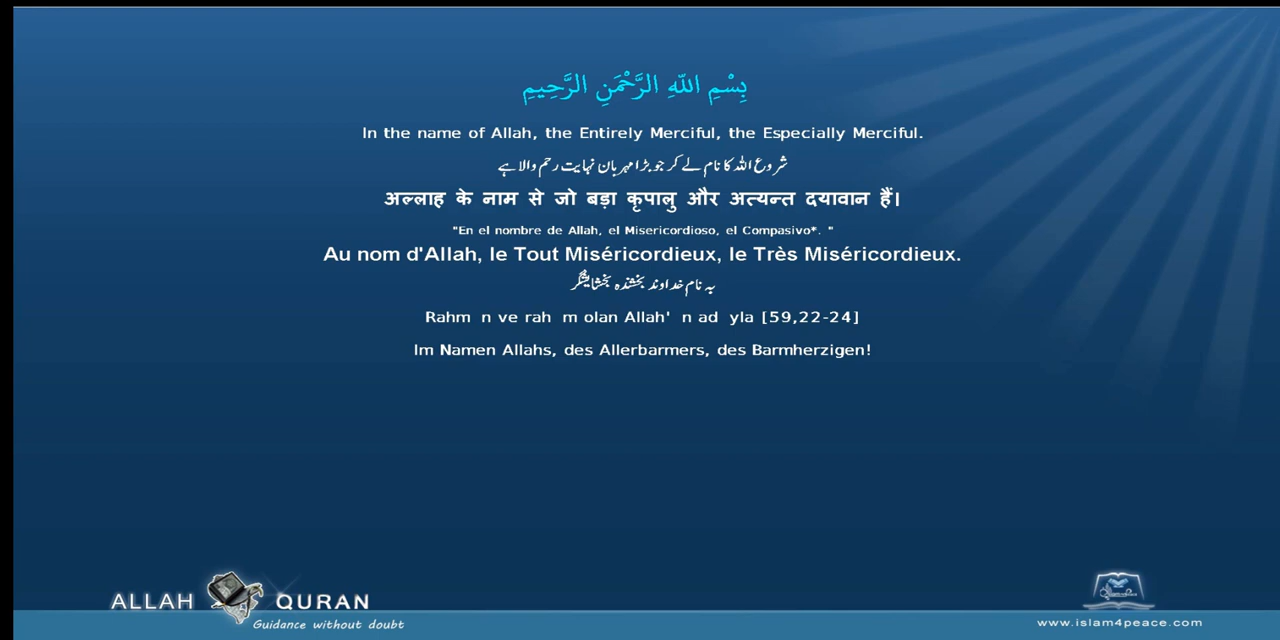 بِسْمِ اللّهِ الرَّحْمَنِ الرَّحِيمِ
In the name of Allah, the Entirely Merciful, the Especially Merciful.
شروع اللہ کا نام لے کر جو بڑا مہربان نہایت رحم والا ہے
अल्लाह के नाम से जो बड़ा कृपालु और अत्यन्त दयावान हैं।
"En el nombre de Allah, el Misericordioso, el Compasivo*. "
Au nom d'Allah, le Tout Miséricordieux, le Très Miséricordieux.
به نام خداوند بخشنده بخشایشگر
Rahm n ve rah m olan Allah' n ad yla [59,22-24]
Im Namen Allahs, des Allerbarmers, des Barmherzigen!
ALLAH QURAN
Guidance without doubt
www.islam4peace.com